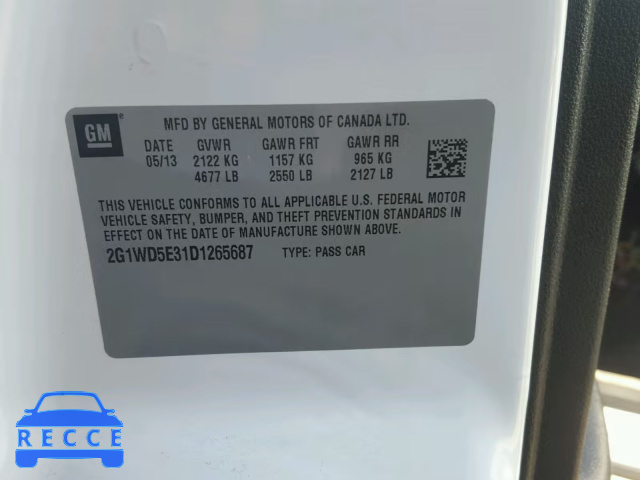 GM
MFD BY GENERAL MOTORS OF CANADA LTD.
DATE GVWR GAWR FRT GAWR RR
05/13 2122 KG 1157 KG 965 KG
4677 LB 2550 LB 2127 LB
THIS VEHICLE CONFORMS TO ALL APPLICABLE U.S. FEDERAL MOTOR
VEHICLE SAFETY, BUMPER, AND THEFT PREVENTION STANDARDS IN
EFFECT ON THE DATE OF MANUFACTURE SHOWN ABOVE.
2G1WD5E31D1265687 TYPE: PASS CAR
RECCE